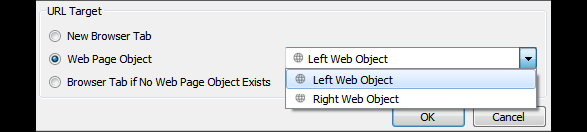 URL Target
New Browser Tab
Web Page Object
Left Web Object
Left Web Object
Browser Tab if No Web Page Object Exists
Right Web Object
OK
Cancel